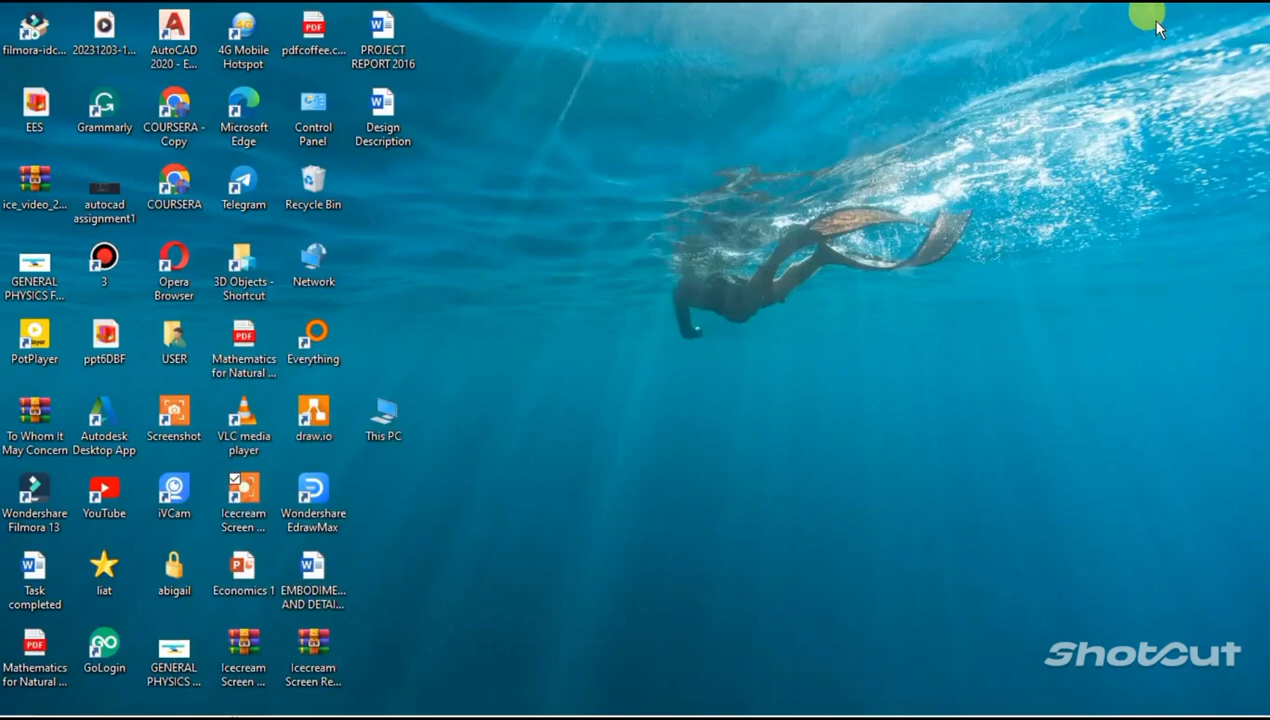 filmora-idc...
20231203-1...
AutoCAD
2020 - E...
4G Mobile
Hotspot
pdfcoffee.c...
PROJECT
REPORT 2016
EES
Grammarly
COURSERA -
Copy
Microsoft
Edge
Control
Panel
Design
Description
ice_video_2...
autocad
assignment1
COURSERA
Telegram
Recycle Bin
GENERAL
PHYSICS F...
3
Opera
Browser
3D Objects -
Shortcut
Network
PotPlayer
ppt6DBF
USER
Mathematics
for Natural ...
Everything
To Whom It
May Concern
Autodesk
Desktop App
Screenshot
VLC media
player
draw.io
This PC
Wondershare
Filmora 13
YouTube
iVCam
Icecream
Screen ...
Wondershare
EdrawMax
Task
completed
liat
abigail
Economics 1
EMBODIME...
AND DETAI...
Mathematics
for Natural ...
GoLogin
GENERAL
PHYSICS ...
Icecream
Screen ...
Icecream
Screen Re...
SHOTCUT